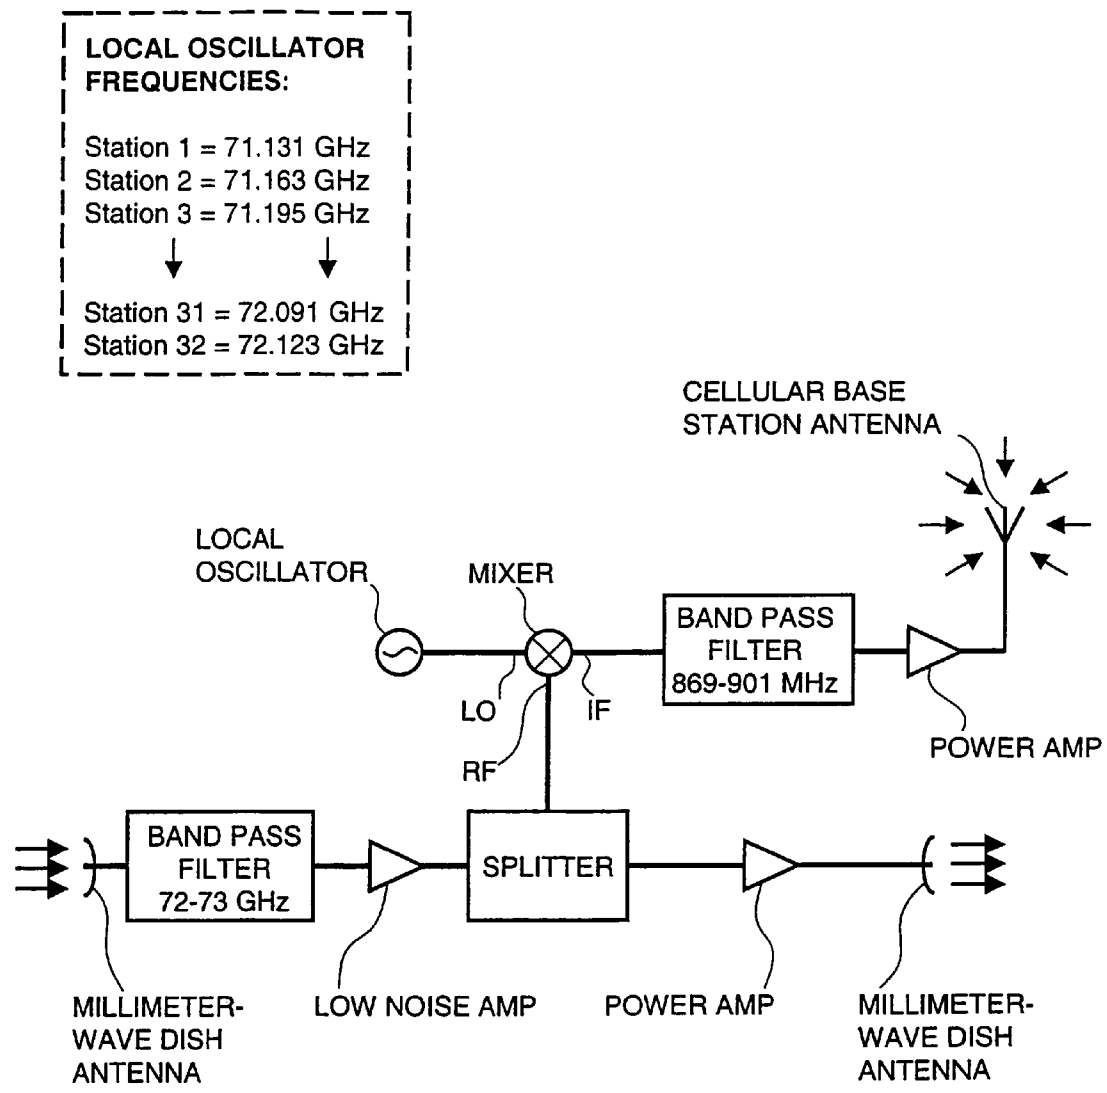 LOCAL OSCILLATOR
FREQUENCIES:
Station 1 = 71.131 GHz
Station 2 = 71.163 GHz
Station 3 = 71.195 GHz
Station 31 = 72.091 GHz
Station 32 = 72.123 GHz
CELLULAR BASE
STATION ANTENNA
LOCAL
OSCILLATOR
MIXER
BAND PASS
FILTER
869-901 MHz
LO
IF
RF
POWER AMP
BAND PASS
FILTER
72-73 GHz
SPLITTER
MILLIMETER-
WAVE DISH
ANTENNA
LOW NOISE AMP
POWER AMP
MILLIMETER-
WAVE DISH
ANTENNA